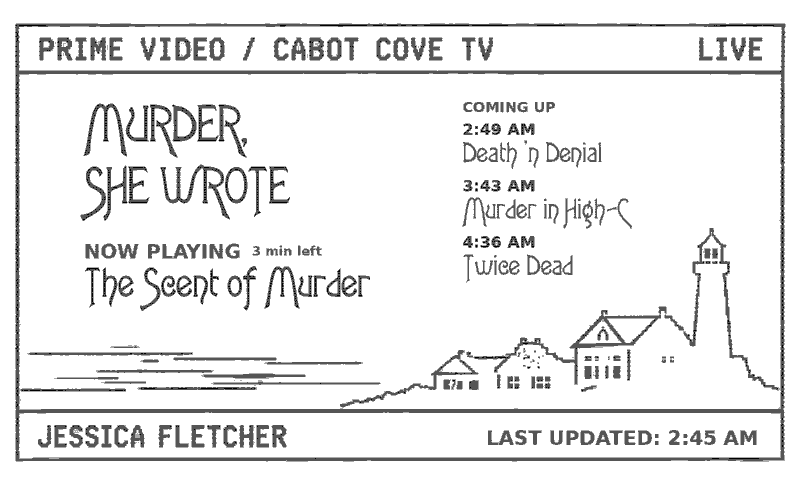 PRIME VIDEO / CABOT COVE TV
LIVE
MURDER,
SHE WROTE
NOW PLAYING 3 min left
The Scent of Murder
COMING UP
2:49 AM
Death 'n Denial
3:43 AM
Murder in High-C
4:36 AM
Twice Dead
JESSICA FLETCHER
LAST UPDATED: 2:45 AM